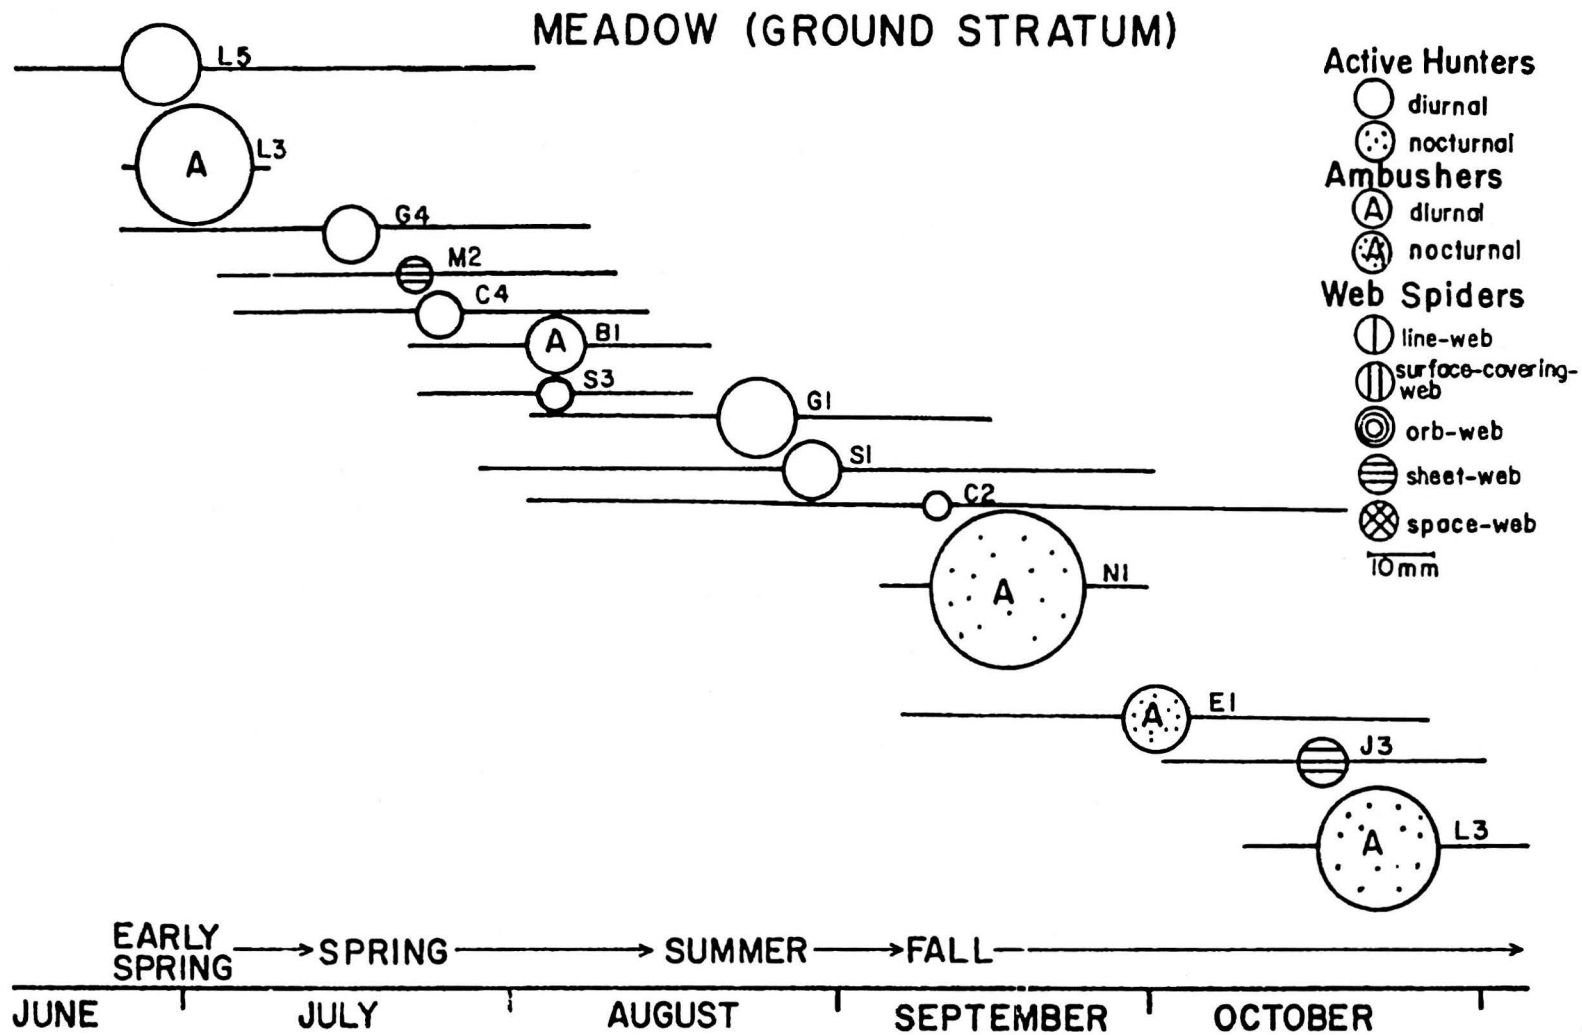 MEADOW (GROUND STRATUM)
L5
A
L3
G4
M2
C4
A
B1
S3
G1
S1
C2
A
N1
A
E1
J3
A
L3
Active Hunters
diurnal
nocturnal
Ambushers
A
diurnal
A
nocturnal
Web Spiders
line-web
surface-covering-
web
orb-web
sheet-web
space-web
10mm
EARLY
SPRING
SPRING
SUMMER
FALL
JUNE
JULY
AUGUST
SEPTEMBER
OCTOBER